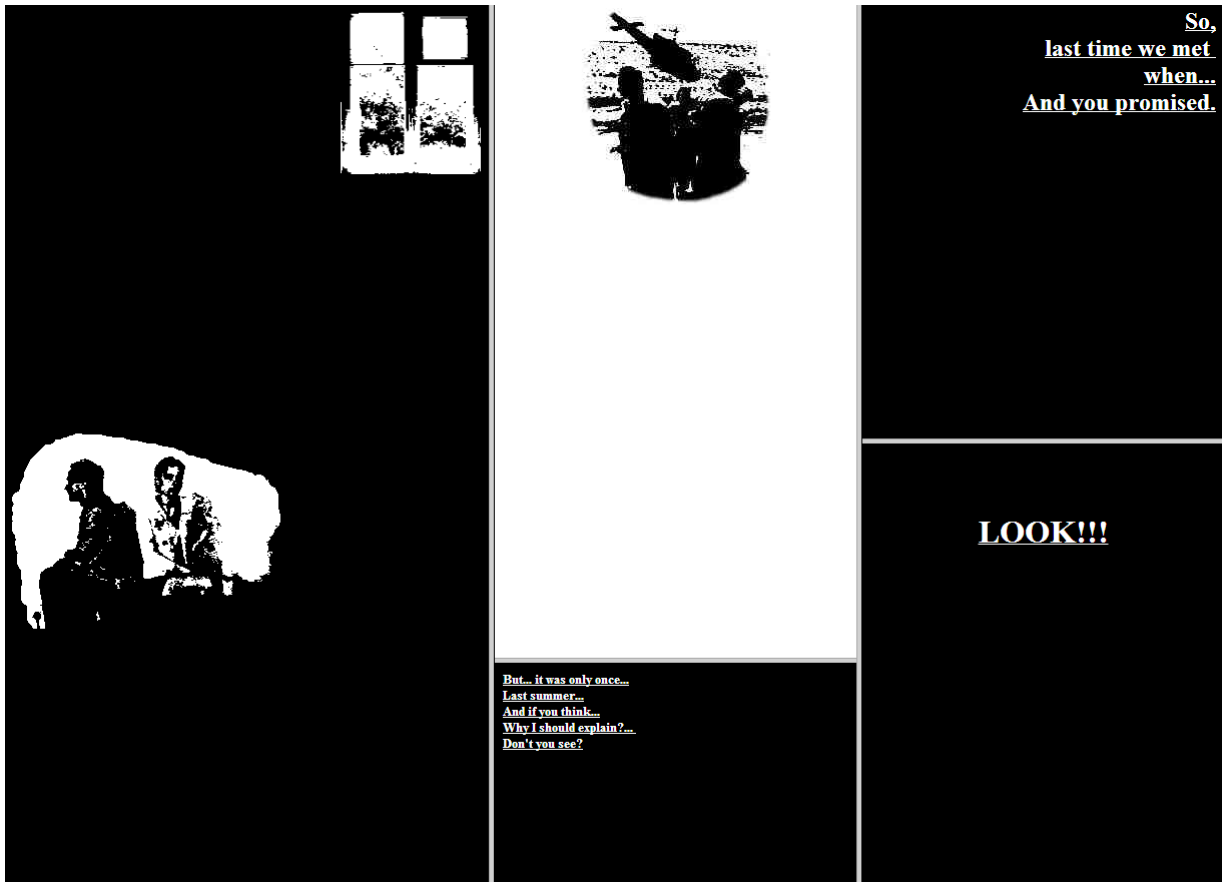 So,
last time we met
when...
And you promised.
LOOK!!!
But... it was only once...
Last summer...
And if you think...
Why I should explain?...
Don't you see?